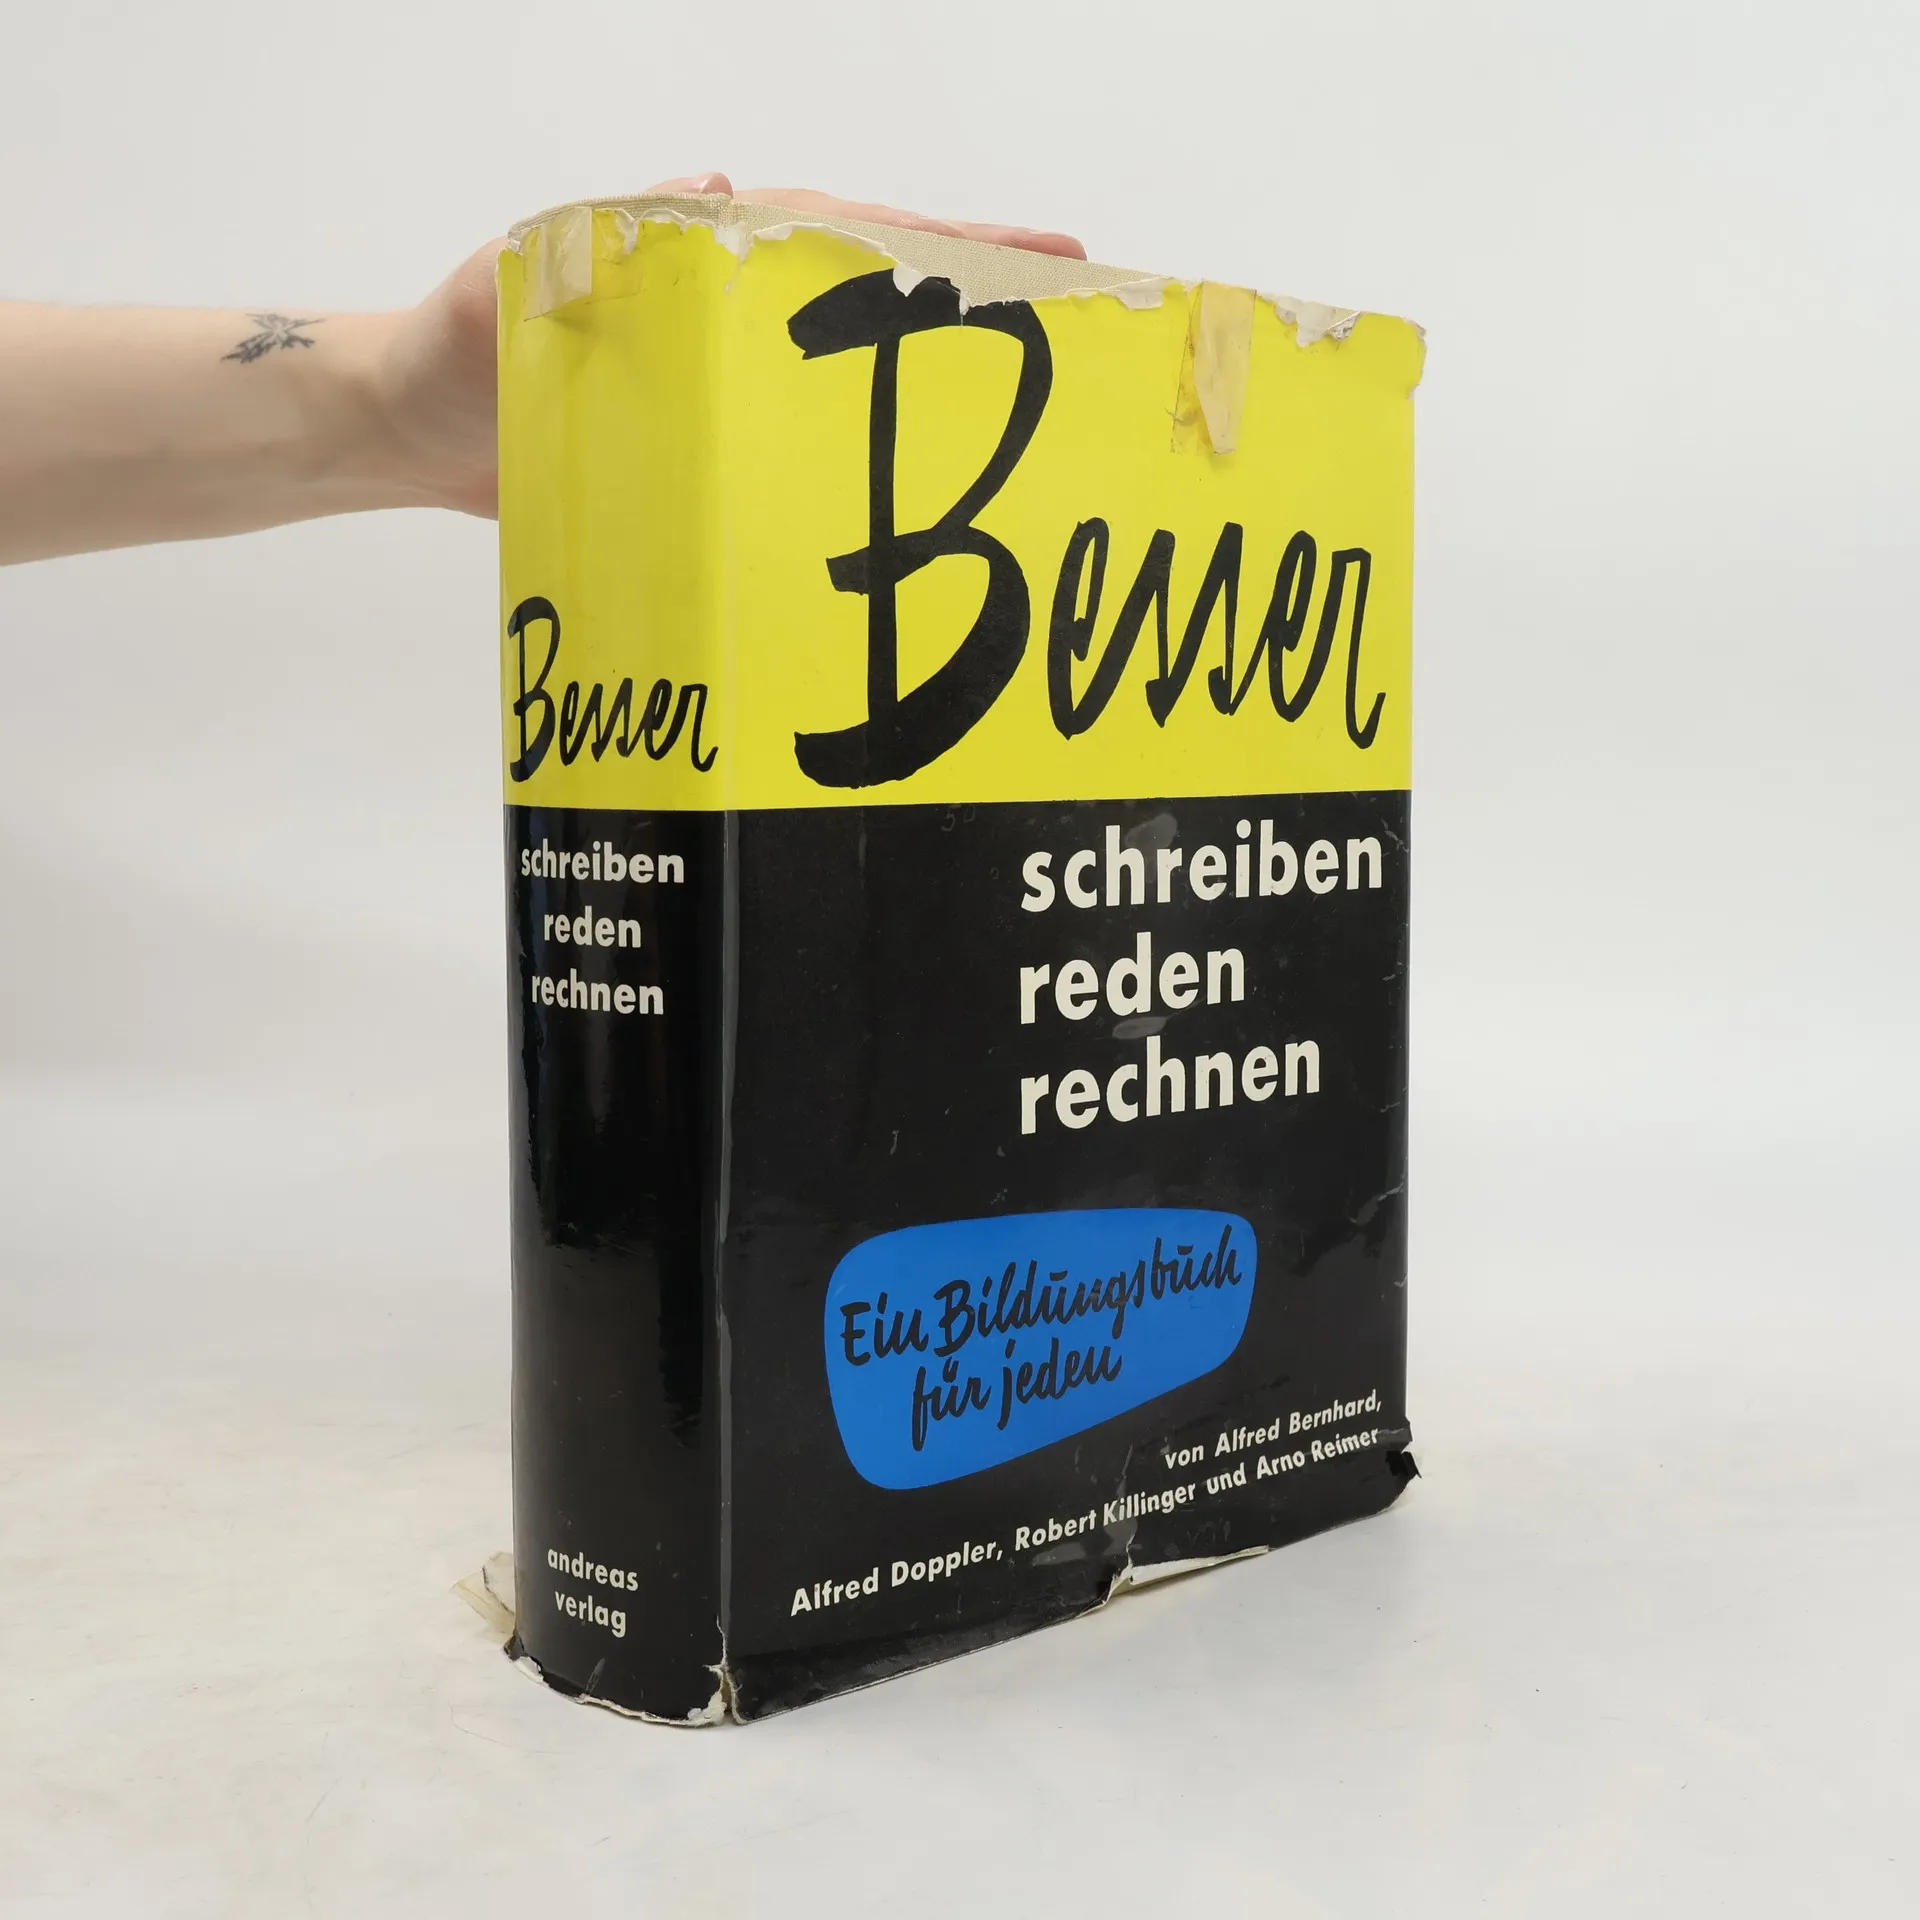 Besser
schreiben
reden
rechnen
andreas
verlag
Besser
schreiben
reden
rechnen
Ein Bildungsbuch
für jeden
von Alfred Bernhard,
Alfred Doppler, Robert Killinger und Arno Reimer